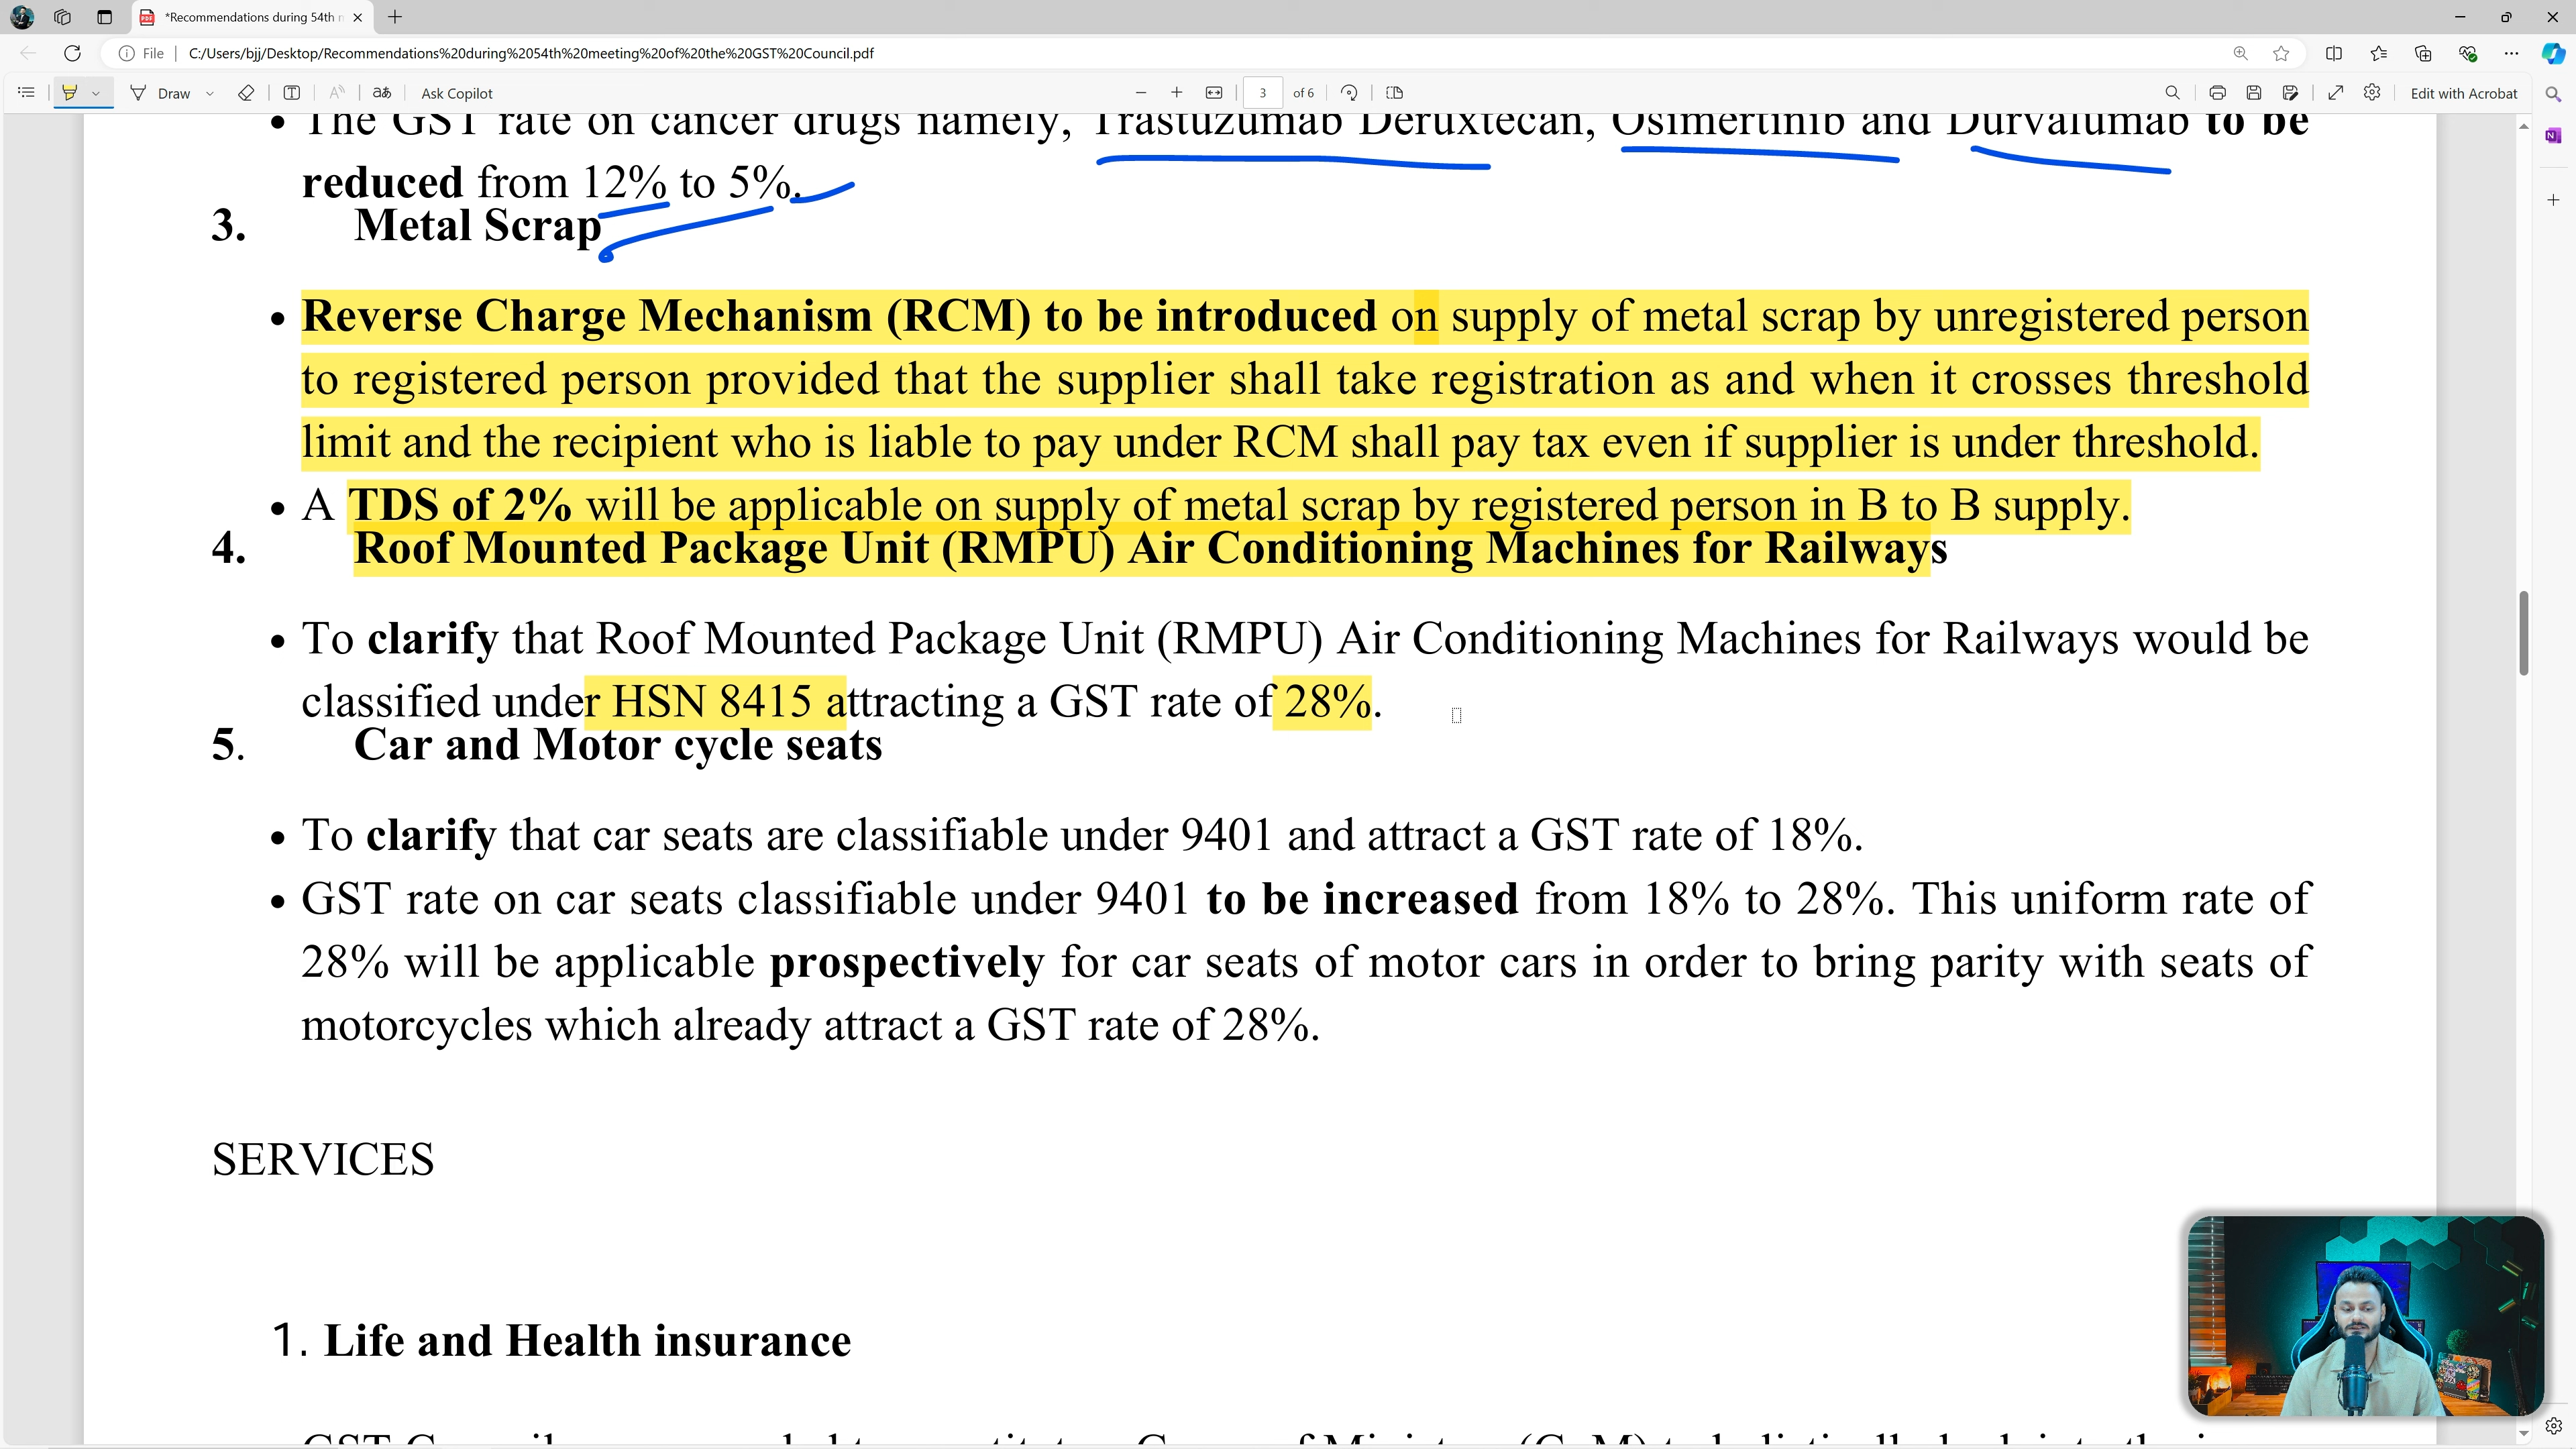 *Recommendations during 54th m
File
C:/Users/bjj/Desktop/Recommendations%20during%2054th%20meeting%20of%20the%20GST%20Council.pdf
Draw
aあ
Ask Copilot
3 of 6
Edit with Acrobat
• The GST rate on cancer drugs namely, Trastuzumab Deruxtecan, Osimertinib and Durvalumab to be
reduced from 12% to 5%.
3. Metal Scrap
• Reverse Charge Mechanism (RCM) to be introduced on supply of metal scrap by unregistered person
to registered person provided that the supplier shall take registration as and when it crosses threshold
limit and the recipient who is liable to pay under RCM shall pay tax even if supplier is under threshold.
• A TDS of 2% will be applicable on supply of metal scrap by registered person in B to B supply.
4. Roof Mounted Package Unit (RMPU) Air Conditioning Machines for Railways
• To clarify that Roof Mounted Package Unit (RMPU) Air Conditioning Machines for Railways would be
classified under HSN 8415 attracting a GST rate of 28%.
5. Car and Motor cycle seats
• To clarify that car seats are classifiable under 9401 and attract a GST rate of 18%.
• GST rate on car seats classifiable under 9401 to be increased from 18% to 28%. This uniform rate of
28% will be applicable prospectively for car seats of motor cars in order to bring parity with seats of
motorcycles which already attract a GST rate of 28%.
SERVICES
1. Life and Health insurance